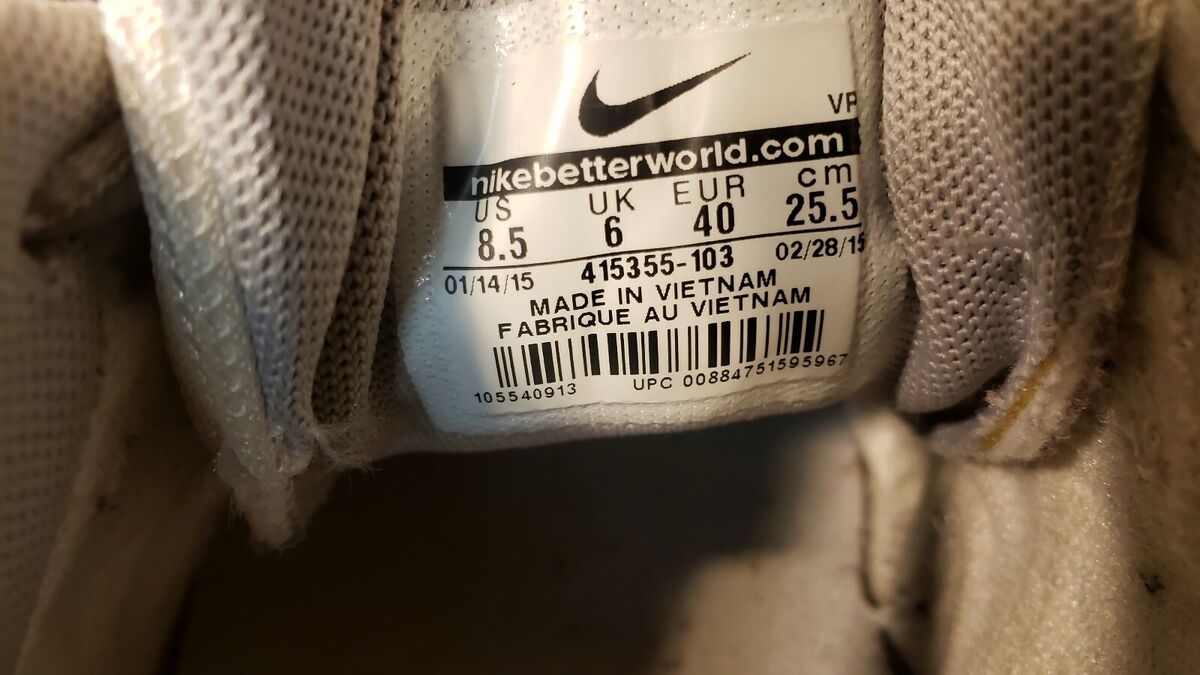 VP
nikebetterworld.com
US UK EUR cm
8.5 6 40 25.5
01/14/15 415355-103 02/28/15
MADE IN VIETNAM
FABRIQUE AU VIETNAM
105540913 UPC 00884751595967